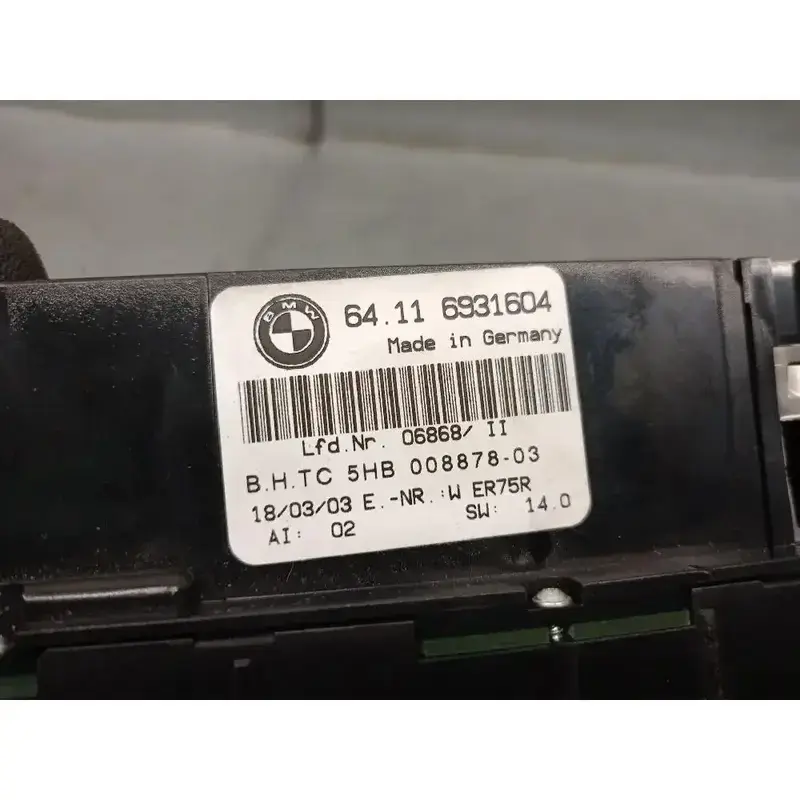 BMW
64.11 6931604
Made in Germany
Lfd.Nr. 06868/ II
B.H.TC 5HB 008878-03
18/03/03 E.-NR.:W ER75R
AI: 02 SW: 14.0